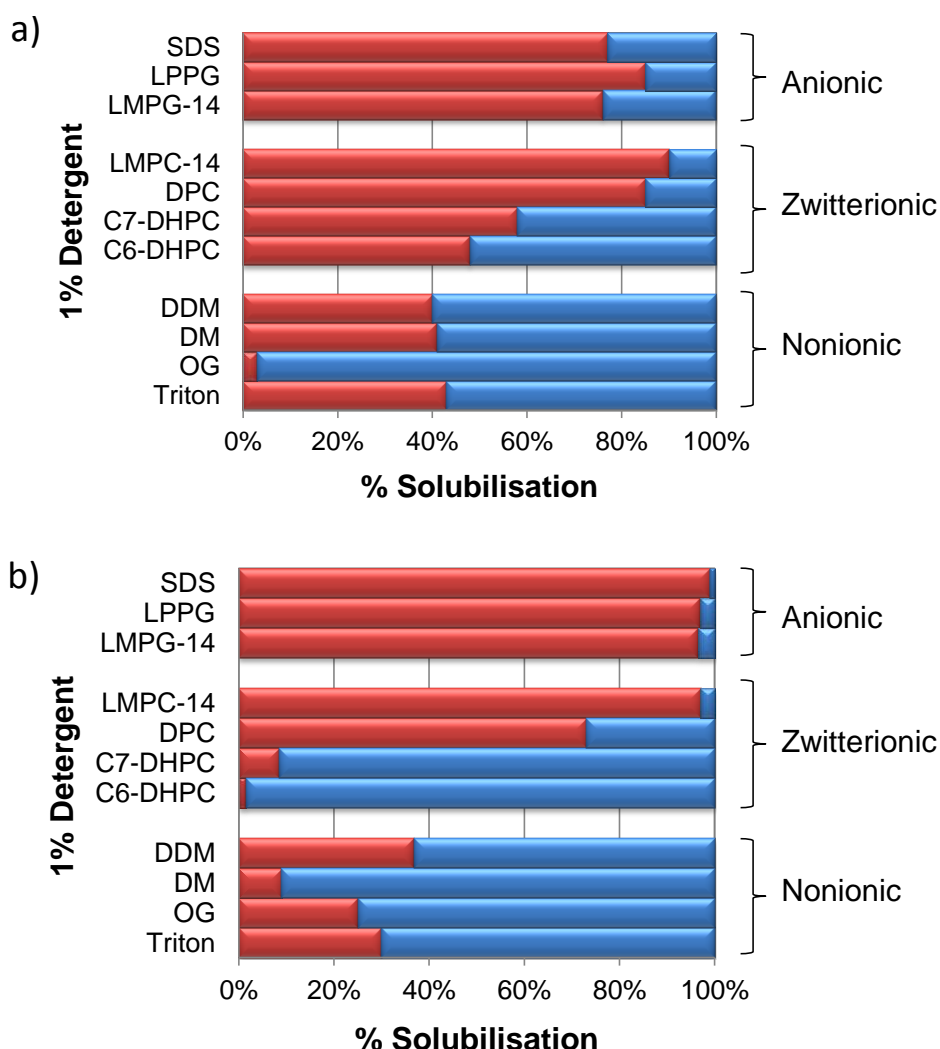 a)
1% Detergent
SDS
LPPG
LMPG-14
Anionic
LMPC-14
DPC
C7-DHPC
C6-DHPC
Zwitterionic
DDM
DM
OG
Triton
Nonionic
0% 20% 40% 60% 80% 100%
% Solubilisation
b)
1% Detergent
SDS
LPPG
LMPG-14
Anionic
LMPC-14
DPC
C7-DHPC
C6-DHPC
Zwitterionic
DDM
DM
OG
Triton
Nonionic
0% 20% 40% 60% 80% 100%
% Solubilisation